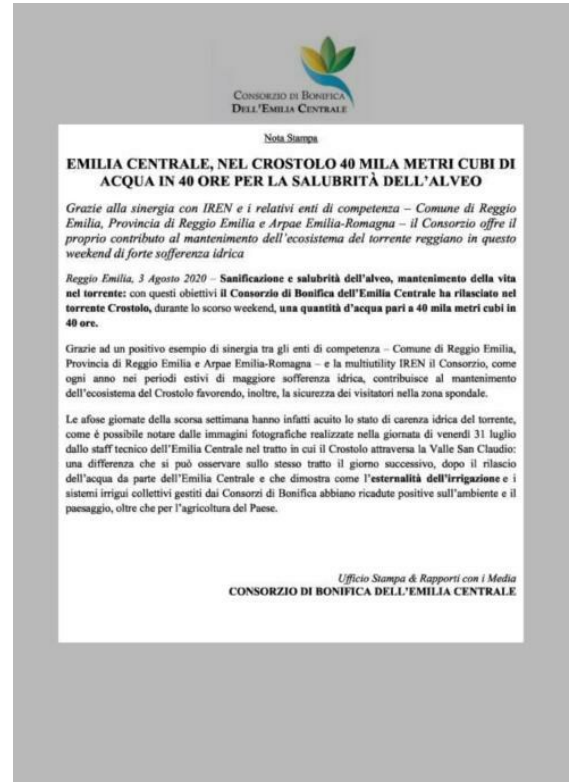 CONSORZIO DI BONIFICA
DELL'EMILIA CENTRALE
Nota Stampa
EMILIA CENTRALE, NEL CROSTOLO 40 MILA METRI CUBI DI
ACQUA IN 40 ORE PER LA SALUBRITÀ DELL'ALVEO
Grazie alla sinergia con IREN e i relativi enti di competenza – Comune di Reggio
Emilia, Provincia di Reggio Emilia e Arpae Emilia-Romagna – il Consorzio offre il
proprio contributo al mantenimento dell'ecosistema del torrente reggiano in questo
weekend di forte sofferenza idrica
Reggio Emilia, 3 Agosto 2020 – Sanificazione e salubrità dell'alveo, mantenimento della vita
nel torrente: con questi obiettivi il Consorzio di Bonifica dell'Emilia Centrale ha rilasciato nel
torrente Crostolo, durante lo scorso weekend, una quantità d'acqua pari a 40 mila metri cubi in
40 ore.
Grazie ad un positivo esempio di sinergia tra gli enti di competenza – Comune di Reggio Emilia,
Provincia di Reggio Emilia e Arpae Emilia-Romagna – e la multiutility IREN il Consorzio, come
ogni anno nei periodi estivi di maggiore sofferenza idrica, contribuisce al mantenimento
dell'ecosistema del Crostolo favorendo, inoltre, la sicurezza dei visitatori nella zona spondale.
Le afose giornate della scorsa settimana hanno infatti acuito lo stato di carenza idrica del torrente,
come è possibile notare dalle immagini fotografiche realizzate nella giornata di venerdì 31 luglio
dallo staff tecnico dell'Emilia Centrale nel tratto in cui il Crostolo attraversa la Valle San Claudio:
una differenza che si può osservare sullo stesso tratto il giorno successivo, dopo il rilascio
dell'acqua da parte dell'Emilia Centrale e che dimostra come l'esternalità dell'irrigazione e i
sistemi irrigui collettivi gestiti dai Consorzi di Bonifica abbiano ricadute positive sull'ambiente e il
paesaggio, oltre che per l'agricoltura del Paese.
Ufficio Stampa & Rapporti con i Media
CONSORZIO DI BONIFICA DELL'EMILIA CENTRALE